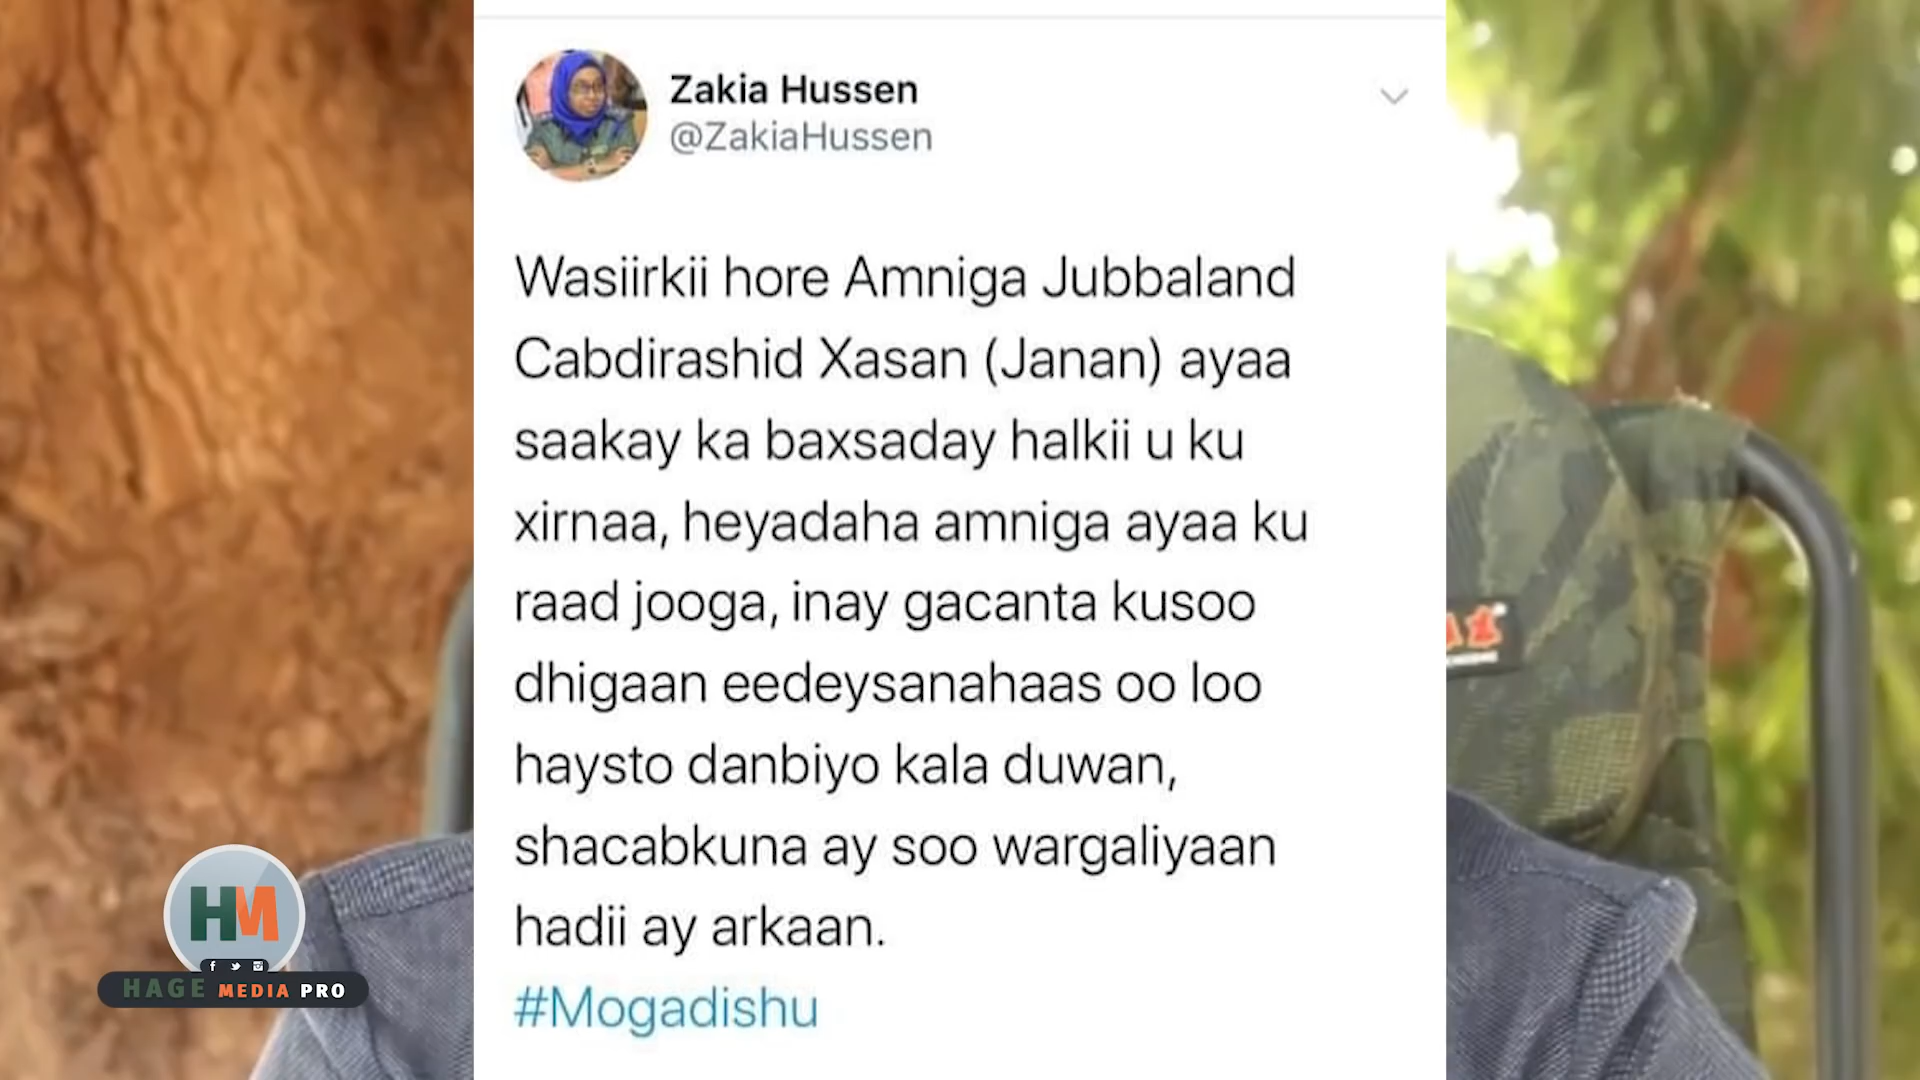 Zakia Hussen
@ZakiaHussen
Wasiirkii hore Amniga Jubbaland
Cabdirashid Xasan (Janan) ayaa
saakay ka baxsaday halkii u ku
xirnaa, heyadaha amniga ayaa ku
raad jooga, inay gacanta kusoo
dhigaan eedeysanahaas oo loo
haysto danbiyo kala duwan,
shacabkuna ay soo wargaliyaan
hadii ay arkaan.
#Mogadishu
HM
HAGE MEDIA PRO